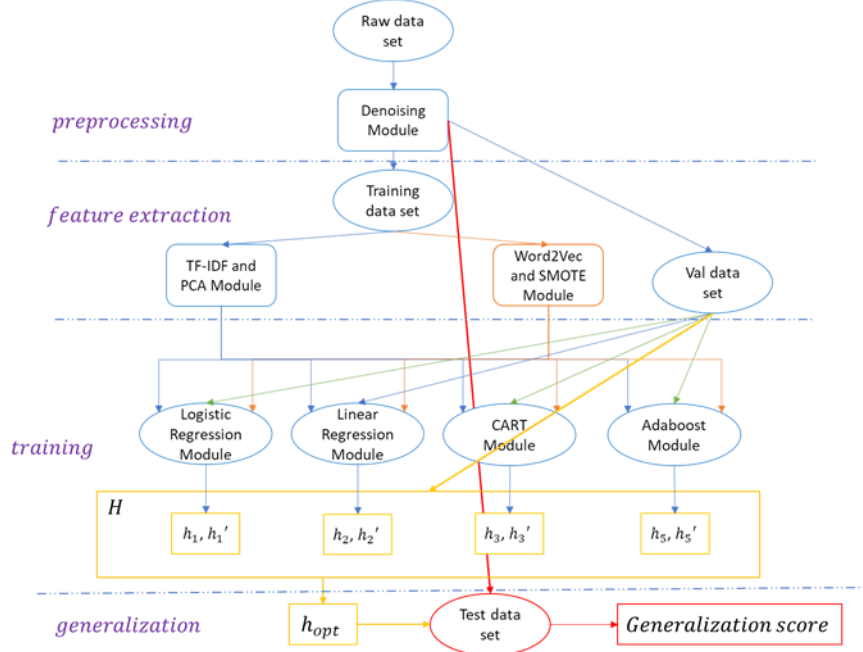 Raw data
set
Denoising
Module
preprocessing
Training
data set
feature extraction
TF-IDF and
PCA Module
Word2Vec
and SMOTE
Module
Val data
set
Logistic
Regression
Module
Linear
Regression
Module
CART
Module
Adaboost
Module
training
H
h₁, h₁′
h₂, h₂′
h₃, h₃′
h₅, h₅′
generalization
hₒₚₜ
Test data
set
Generalization score